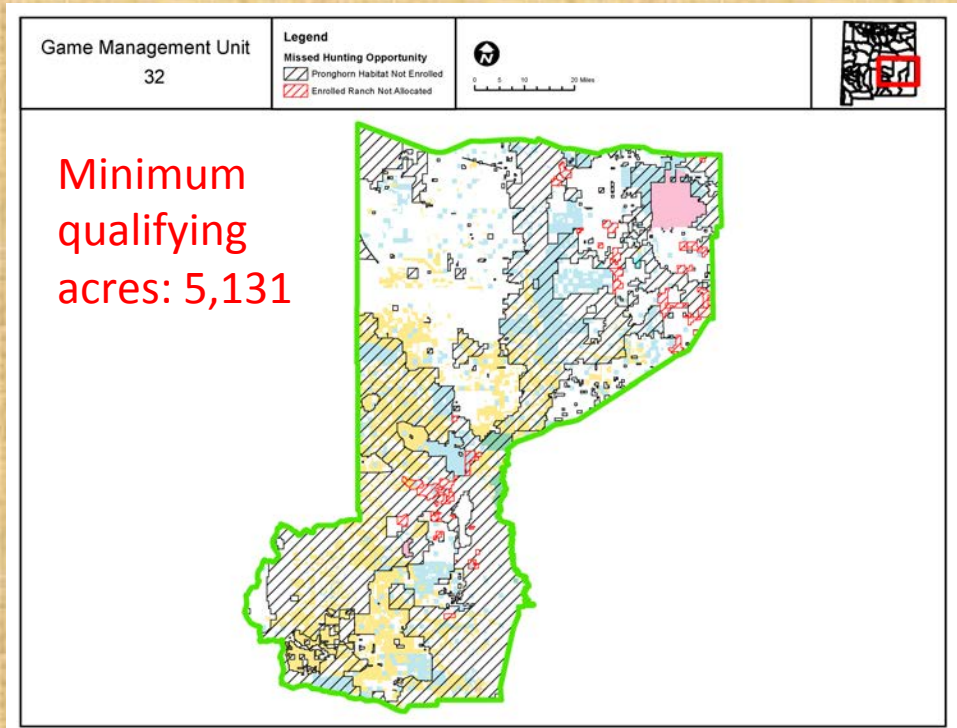 Game Management Unit
32
Legend
Missed Hunting Opportunity
Pronghorn Habitat Not Enrolled
Enrolled Ranch Not Allocated
N
0 5 10 20 Miles
Minimum
qualifying
acres: 5,131